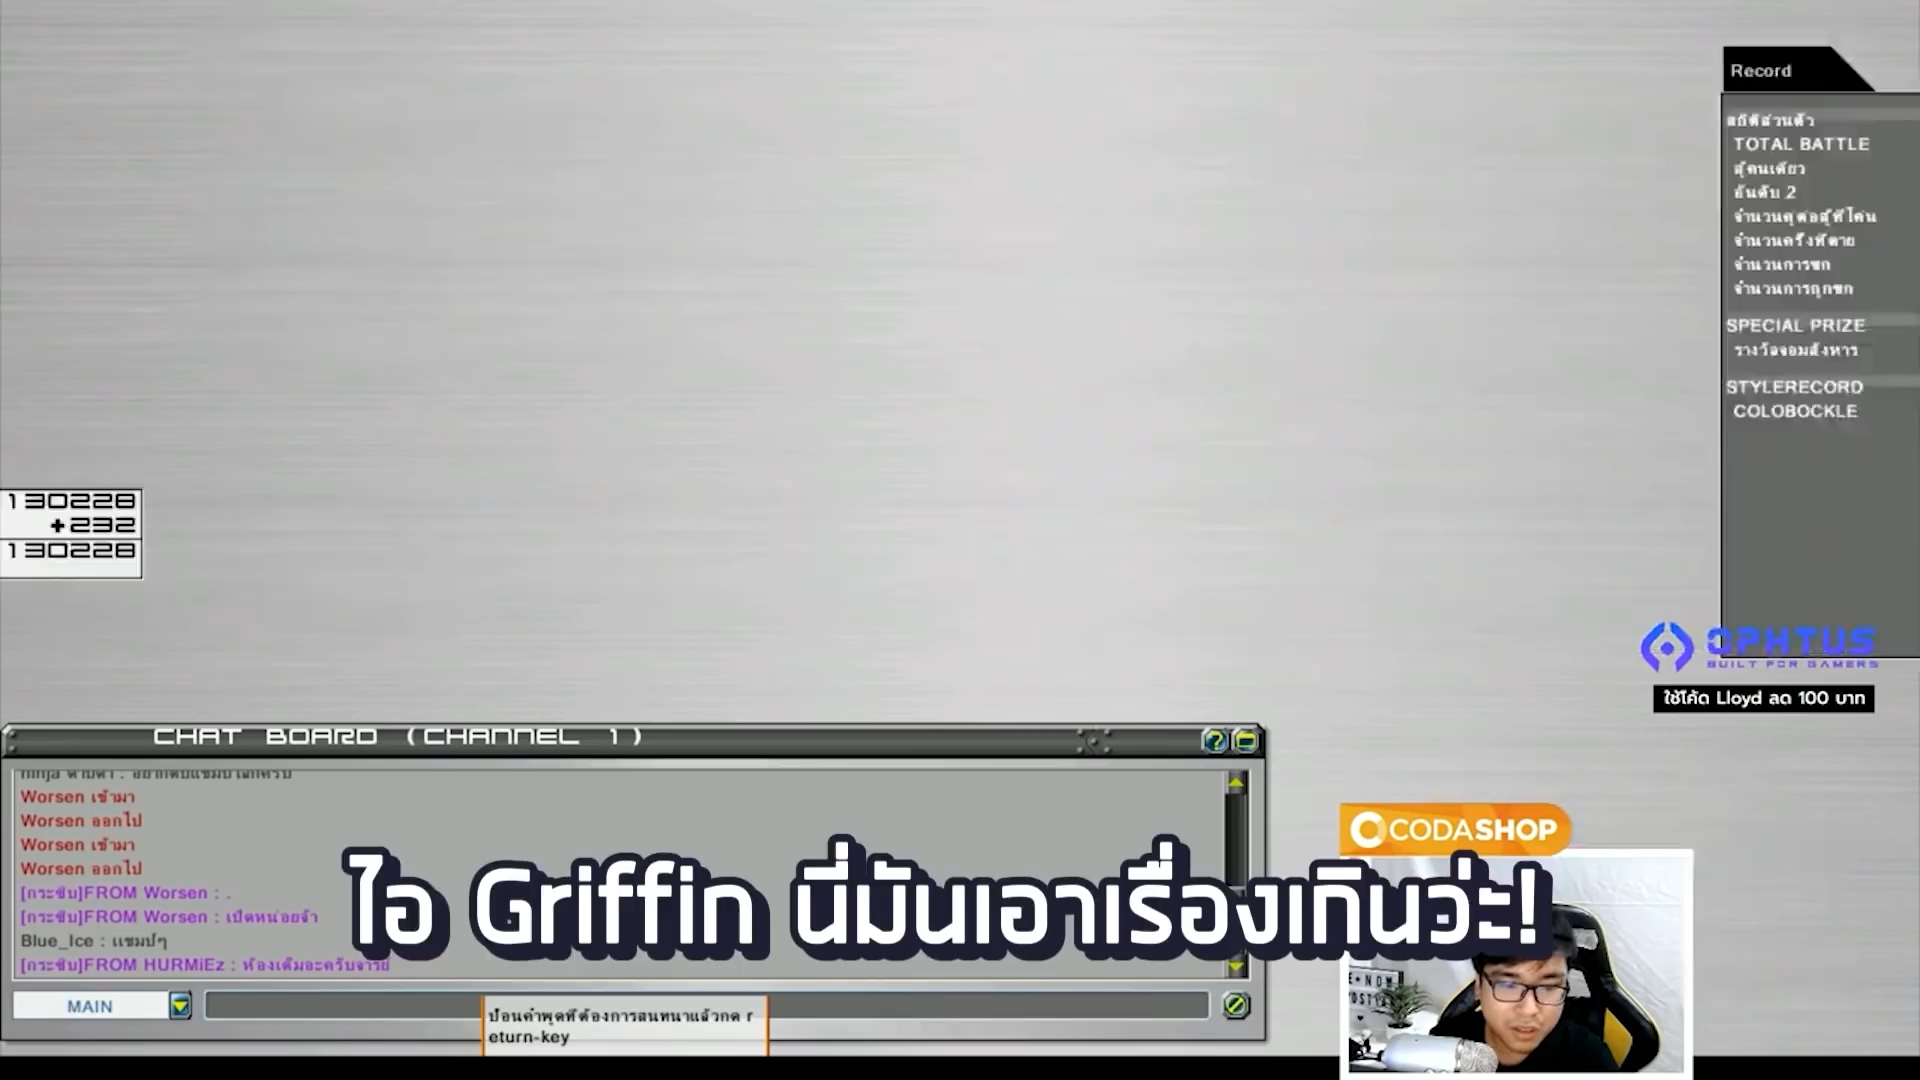 Record
สถิติส่วนตัว
TOTAL BATTLE
สู้คนเดียว
อันดับ 2
จำนวนคู่ต่อสู้ที่โค่น
จำนวนครั้งที่ตาย
จำนวนการชก
จำนวนการถูกชก
SPECIAL PRIZE
รางวัลจอมสังหาร
STYLERECORD
COLOBOCKLE
130228
+232
130228
OPHTUS
BUILT FOR GAMERS
ใช้โค้ด Lloyd ลด 100 บาท
CHAT BOARD (CHANNEL 1)
Worsen เข้ามา
Worsen ออกไป
Worsen เข้ามา
Worsen ออกไป
[กระซิบ]FROM Worsen : .
[กระซิบ]FROM Worsen : เป็ดหน่อยจ้า
Blue_Ice : แชมป์ๆ
[กระซิบ]FROM HURMiEz : ห้องเต็มอะครับจารย์
CODASHOP
ไอ Griffin นี่มันเอาเรื่องเกินว่ะ!
MAIN
ป้อนคำพูดที่ต้องการสนทนาแล้วกด r
eturn-key